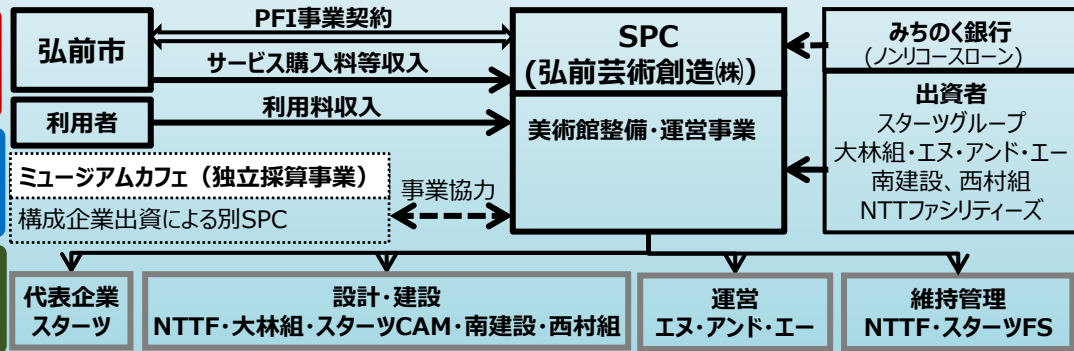 PFI事業契約
弘前市
サービス購入料等収入
利用者
利用料収入
SPC
(弘前芸術創造㈱)
美術館整備・運営事業
みちのく銀行
(ノンリコースローン)
出資者
スターツグループ
大林組・エヌ・アンド・エー
南建設、西村組
NTTファシリティーズ
ミュージアムカフェ（独立採算事業）
構成企業出資による別SPC
事業協力
代表企業
スターツ
設計・建設
NTTF・大林組・スターツCAM・南建設・西村組
運営
エヌ・アンド・エー
維持管理
NTTF・スターツFS